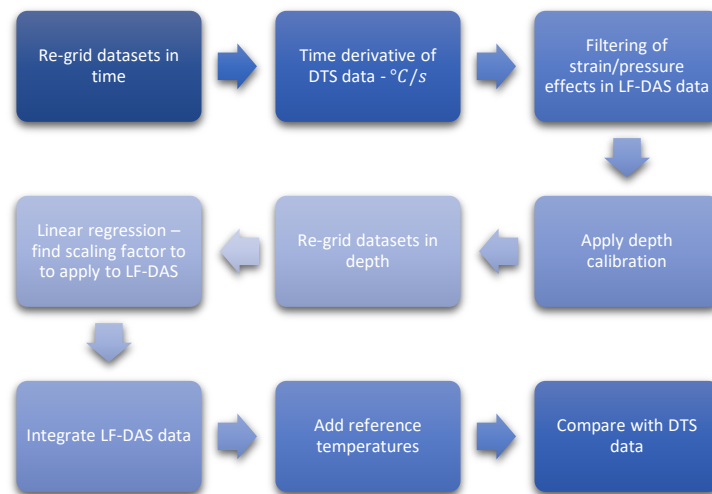 Re-grid datasets in
time
Time derivative of
DTS data - °C/s
Filtering of
strain/pressure
effects in LF-DAS data
Apply depth
calibration
Re-grid datasets in
depth
Linear regression –
find scaling factor to
to apply to LF-DAS
Integrate LF-DAS data
Add reference
temperatures
Compare with DTS
data